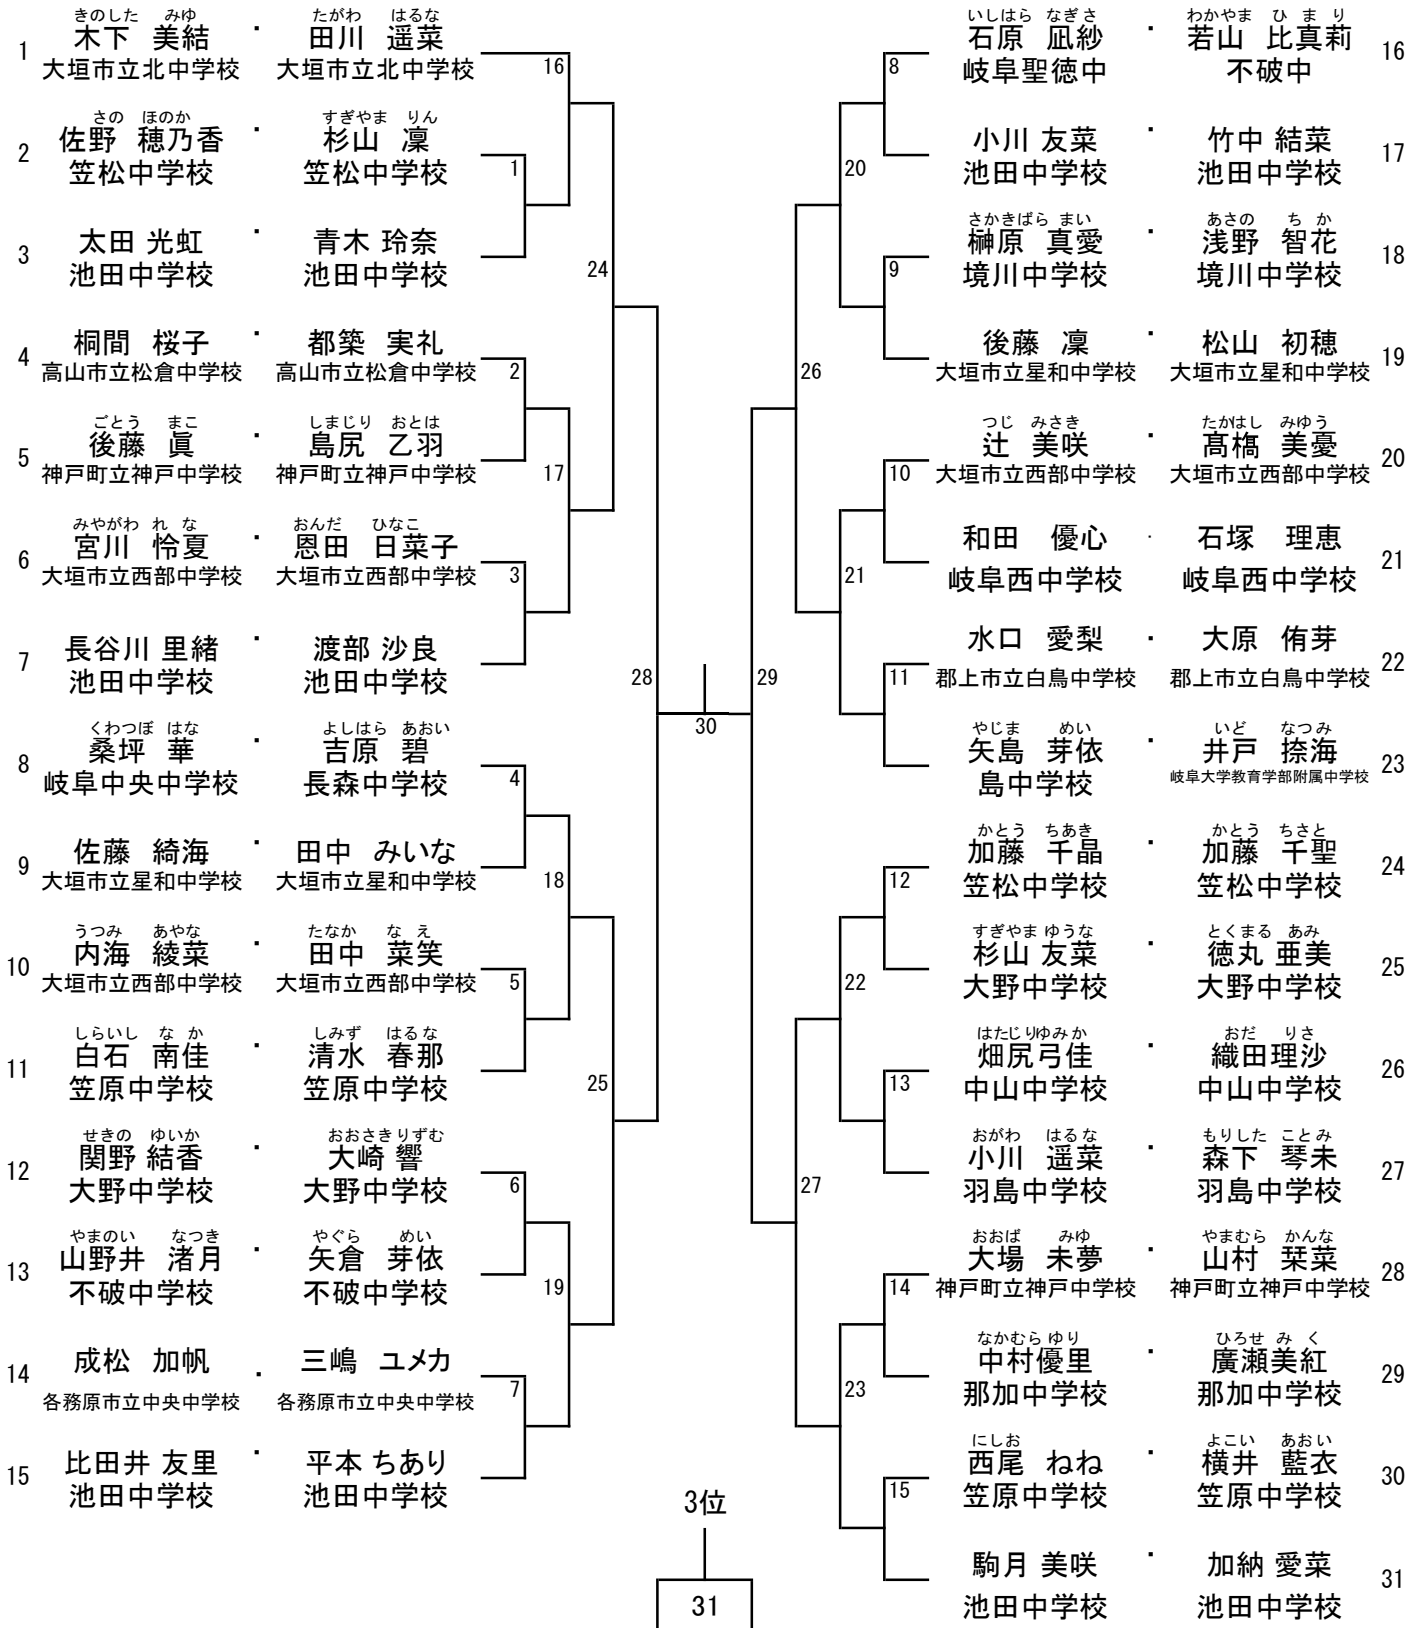 きのした みゆ たがわ はるな
1 木下 美結 ・ 田川 遥菜
大垣市立北中学校 大垣市立北中学校
さの ほのか すぎやま りん
2 佐野 穂乃香 ・ 杉山 凜
笠松中学校 笠松中学校
3 太田 光虹 ・ 青木 玲奈
池田中学校 池田中学校
4 桐間 桜子 ・ 都築 実礼
高山市立松倉中学校 高山市立松倉中学校
ごとう まこ しまじり おとは
5 後藤 眞 ・ 島尻 乙羽
神戸町立神戸中学校 神戸町立神戸中学校
みやがわ れ な おんだ ひなこ
6 宮川 怜夏 ・ 恩田 日菜子
大垣市立西部中学校 大垣市立西部中学校
7 長谷川 里緒 ・ 渡部 沙良
池田中学校 池田中学校
くわつぼ はな よしはら あおい
8 桑坪 華 ・ 吉原 碧
岐阜中央中学校 長森中学校
9 佐藤 綺海 ・ 田中 みいな
大垣市立星和中学校 大垣市立星和中学校
うつみ あやな たなか な え
10 内海 綾菜 ・ 田中 菜笑
大垣市立西部中学校 大垣市立西部中学校
しらいし な か しみず はるな
11 白石 南佳 ・ 清水 春那
笠原中学校 笠原中学校
せきの ゆいか おおさきりずむ
12 関野 結香 ・ 大崎 響
大野中学校 大野中学校
やまのい なつき やぐら めい
13 山野井 渚月 ・ 矢倉 芽依
不破中学校 不破中学校
14 成松 加帆 ・ 三嶋 ユメカ
各務原市立中央中学校 各務原市立中央中学校
15 比田井 友里 ・ 平本 ちあり
池田中学校 池田中学校
16
1
24
2
17
3
28
4
18
5
25
6
19
7
30
3位
31
29
8
20
9
26
10
21
11
12
22
13
27
14
23
15
いしはら なぎさ わかやま ひ ま り
石原 凪紗 ・ 若山 比真莉 16
岐阜聖徳中 不破中
小川 友菜 ・ 竹中 結菜 17
池田中学校 池田中学校
さかきばら まい あさの ち か
榊原 真愛 ・ 浅野 智花 18
境川中学校 境川中学校
後藤 凜 ・ 松山 初穂 19
大垣市立星和中学校 大垣市立星和中学校
つじ みさき たかはし みゆう
辻 美咲 ・ 髙槗 美憂 20
大垣市立西部中学校 大垣市立西部中学校
和田 優心 ・ 石塚 理恵 21
岐阜西中学校 岐阜西中学校
水口 愛梨 ・ 大原 侑芽 22
郡上市立白鳥中学校 郡上市立白鳥中学校
やじま めい いど なつみ
矢島 芽依 ・ 井戸 捺海 23
島中学校 岐阜大学教育学部附属中学校
かとう ちあき かとう ちさと
加藤 千晶 ・ 加藤 千聖 24
笠松中学校 笠松中学校
すぎやま ゆうな とくまる あみ
杉山 友菜 ・ 徳丸 亜美 25
大野中学校 大野中学校
はたじりゆみか おだ りさ
畑尻弓佳 ・ 織田理沙 26
中山中学校 中山中学校
おがわ はるな もりした ことみ
小川 遥菜 ・ 森下 琴未 27
羽島中学校 羽島中学校
おおば みゆ やまむら かんな
大場 未夢 ・ 山村 栞菜 28
神戸町立神戸中学校 神戸町立神戸中学校
なかむら ゆり ひろせ み く
中村優里 ・ 廣瀬美紅 29
那加中学校 那加中学校
にしお よこい あおい
西尾 ねね ・ 横井 藍衣 30
笠原中学校 笠原中学校
駒月 美咲 ・ 加納 愛菜 31
池田中学校 池田中学校